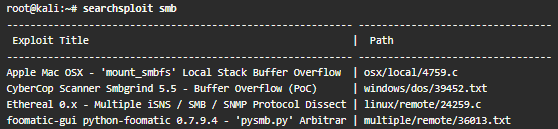 root@kali:~# searchsploit smb
------------------------------------------------ ---------------------------
Exploit Title | Path
------------------------------------------------ ---------------------------
Apple Mac OSX - 'mount_smbfs' Local Stack Buffer Overflow | osx/local/4759.c
CyberCop Scanner Smbgrind 5.5 - Buffer Overflow (PoC) | windows/dos/39452.txt
Ethereal 0.x - Multiple iSNS / SMB / SNMP Protocol Dissect | linux/remote/24259.c
foomatic-gui python-foomatic 0.7.9.4 - 'pysmb.py' Arbitrar | multiple/remote/36013.txt